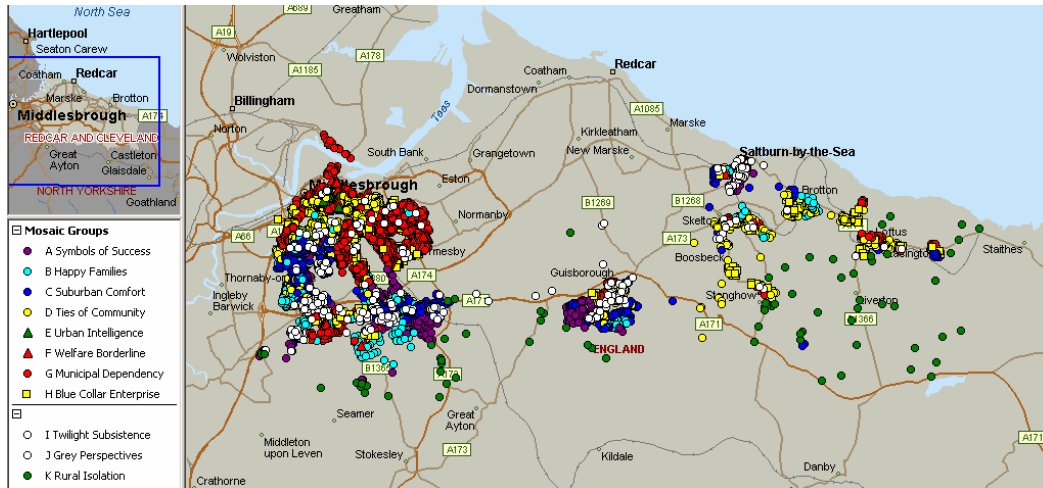 North Sea
Hartlepool
Seaton Carew
Redcar
Coatham
Marske
Brotton
A174
Middlesbrough
REDCAR AND CLEVELAND
Great
Ayton
Castleton
Glaisdale
NORTH YORKSHIRE
Goathland
Mosaic Groups
A Symbols of Success
B Happy Families
C Suburban Comfort
D Ties of Community
E Urban Intelligence
F Welfare Borderline
G Municipal Dependency
H Blue Collar Enterprise
I Twilight Subsistence
J Grey Perspectives
K Rural Isolation
Greatham
A19
A178
Wolviston
A1185
Redcar
Coatham
Dormanstown
Billingham
Tees
A1085
Norton
Kirkleatham
Marske
South Bank
Grangetown
New Marske
Saltburn-by-the-Sea
Eston
B1269
B1268
Brotton
Normanby
A66
A173
Staithes
A174
Boosbeck
Guisborough
Ingleby
Barwick
A171
A1366
A171
ENGLAND
B1365
A173
Seamer
Great
Ayton
Middleton
upon Leven
A173
Stokesley
Kildale
Danby
A171
Crathorne